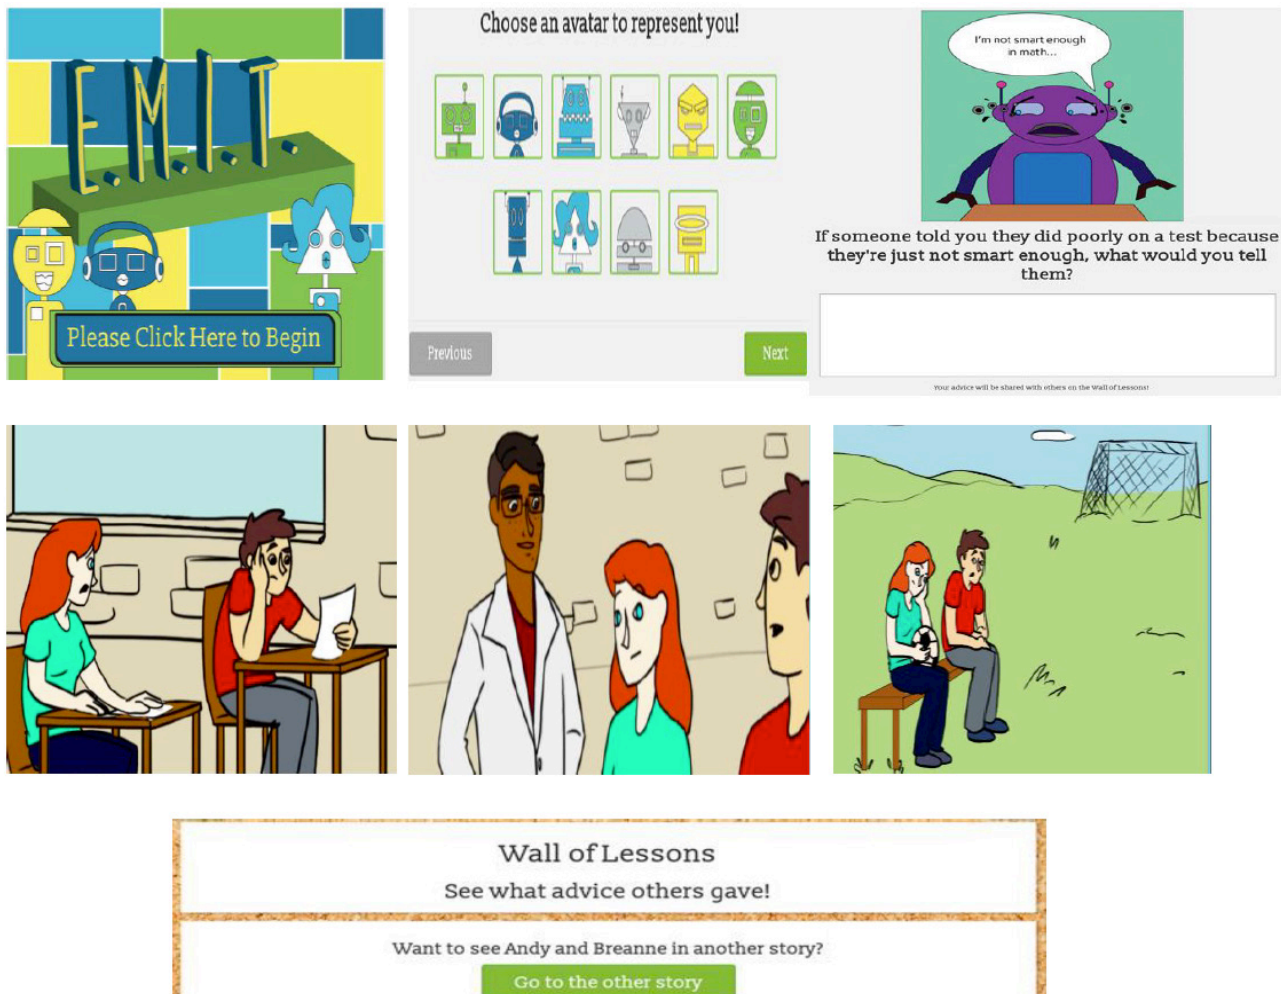 E.M.I.T.
Please Click Here to Begin
Choose an avatar to represent you!
Previous
Next
I'm not smart enough
in math...
If someone told you they did poorly on a test because
they're just not smart enough, what would you tell
them?
Your advice will be shared with others on the Wall of Lessons!
Wall of Lessons
See what advice others gave!
Want to see Andy and Breanne in another story?
Go to the other story